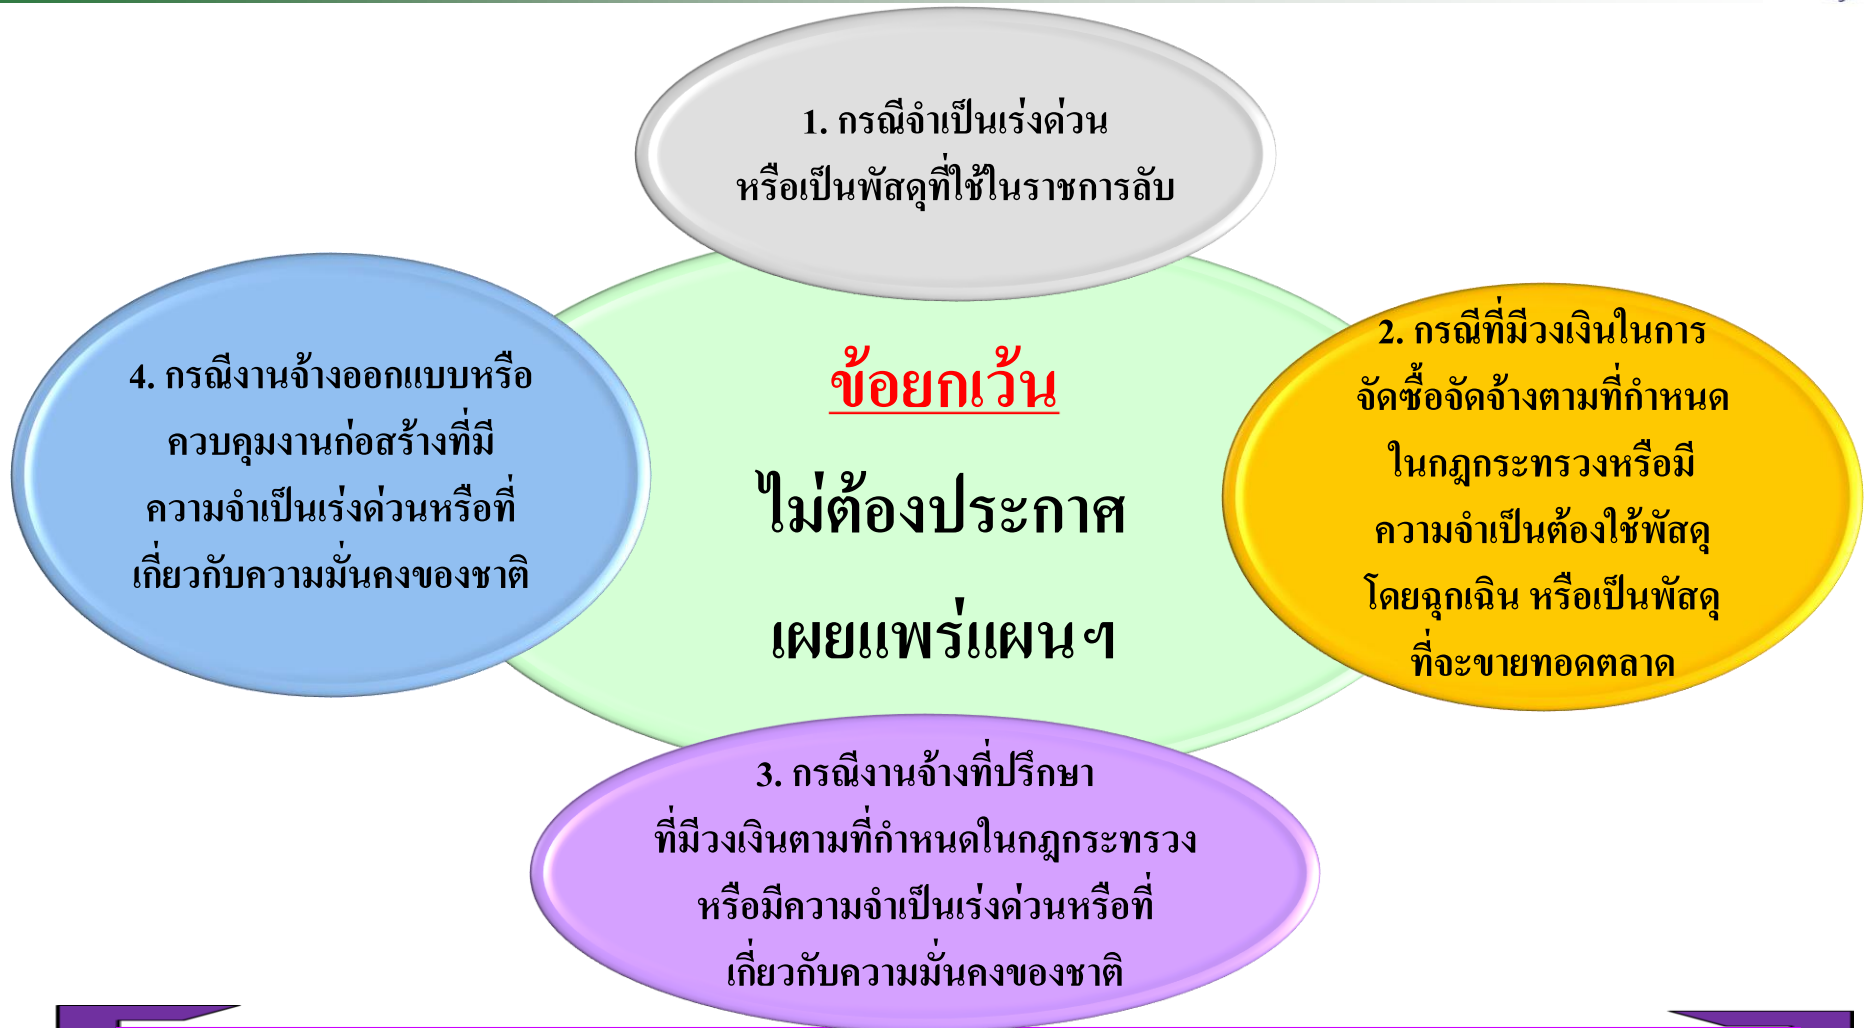 1. กรณีจำเป็นเร่งด่วน
หรือเป็นพัสดุที่ใช้ในราชการลับ
ข้อยกเว้น
ไม่ต้องประกาศ
เผยแพร่แผนฯ
2. กรณีที่มีวงเงินในการ
จัดซื้อจัดจ้างตามที่กำหนด
ในกฎกระทรวงหรือมี
ความจำเป็นต้องใช้พัสดุ
โดยฉุกเฉิน หรือเป็นพัสดุ
ที่จะขายทอดตลาด
3. กรณีงานจ้างที่ปรึกษา
ที่มีวงเงินตามที่กำหนดในกฎกระทรวง
หรือมีความจำเป็นเร่งด่วนหรือที่
เกี่ยวกับความมั่นคงของชาติ
4. กรณีงานจ้างออกแบบหรือ
ควบคุมงานก่อสร้างที่มี
ความจำเป็นเร่งด่วนหรือที่
เกี่ยวกับความมั่นคงของชาติ